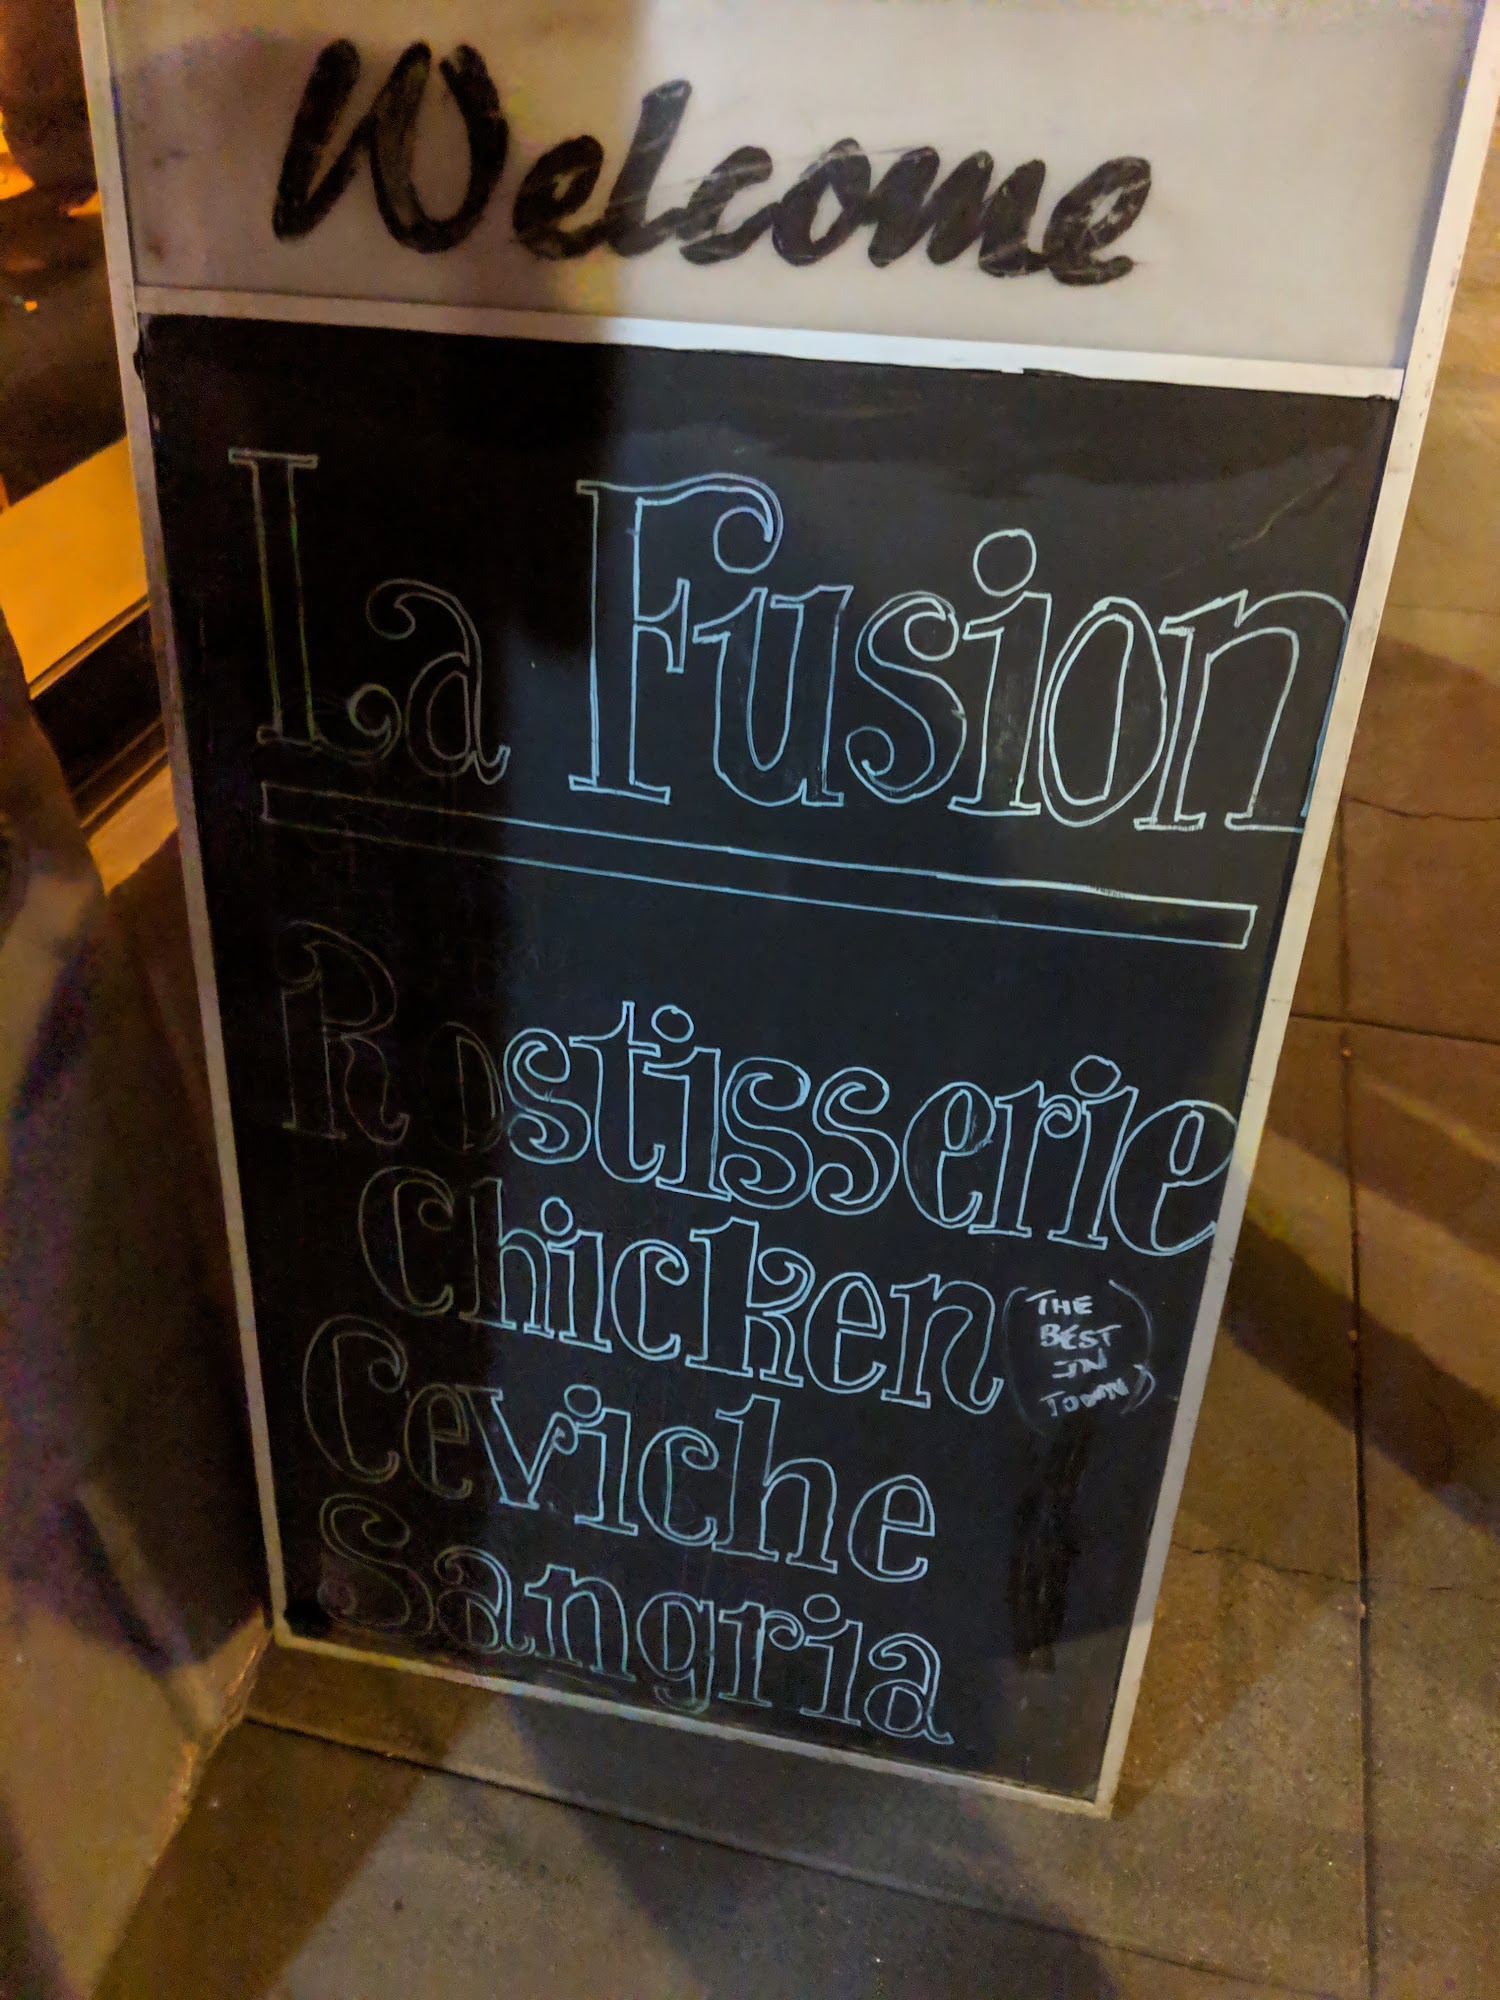 Welcome
La Fusion
Rostisserie
Chicken
(THE
BEST
IN
TOWN)
Ceviche
Sangria